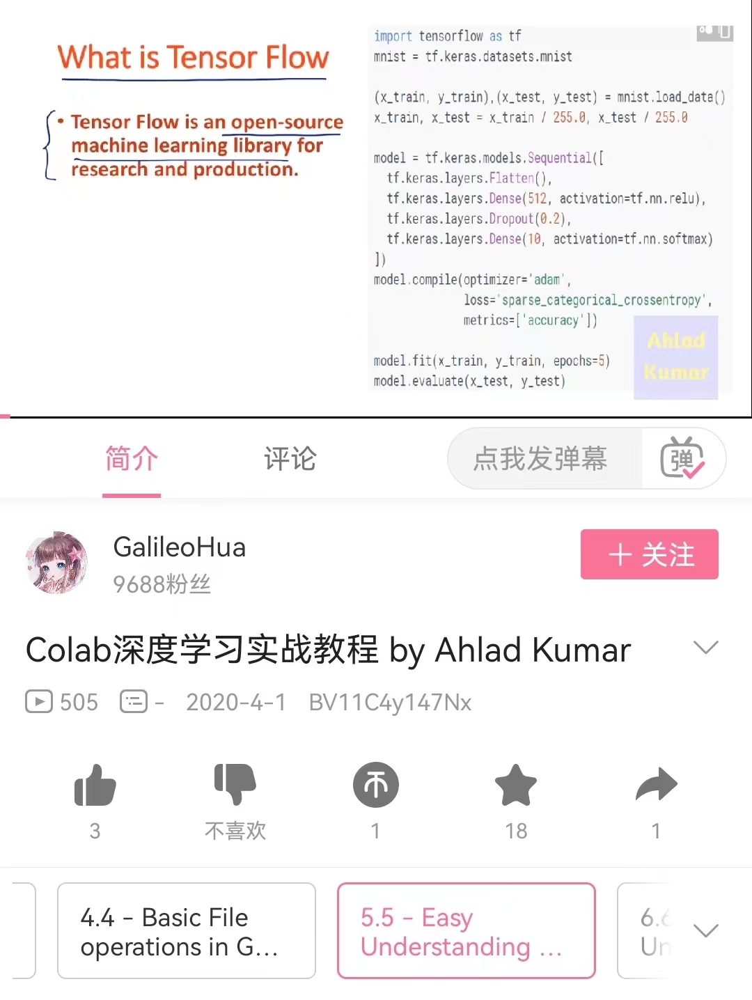 What is Tensor Flow
• Tensor Flow is an open-source
machine learning library for
research and production.
import tensorflow as tf
mnist = tf.keras.datasets.mnist
(x_train, y_train),(x_test, y_test) = mnist.load_data()
x_train, x_test = x_train / 255.0, x_test / 255.0
model = tf.keras.models.Sequential([
  tf.keras.layers.Flatten(),
  tf.keras.layers.Dense(512, activation=tf.nn.relu),
  tf.keras.layers.Dropout(0.2),
  tf.keras.layers.Dense(10, activation=tf.nn.softmax)
])
model.compile(optimizer='adam',
              loss='sparse_categorical_crossentropy',
              metrics=['accuracy'])
model.fit(x_train, y_train, epochs=5)
model.evaluate(x_test, y_test)
Ahlad
Kumar
简介
评论
点我发弹幕
弹
GalileoHua
9688粉丝
+ 关注
Colab深度学习实战教程 by Ahlad Kumar
505 - 2020-4-1 BV11C4y147Nx
3
不喜欢
1
18
1
4.4 - Basic File
operations in G...
5.5 - Easy
Understanding ...
6.6
Un